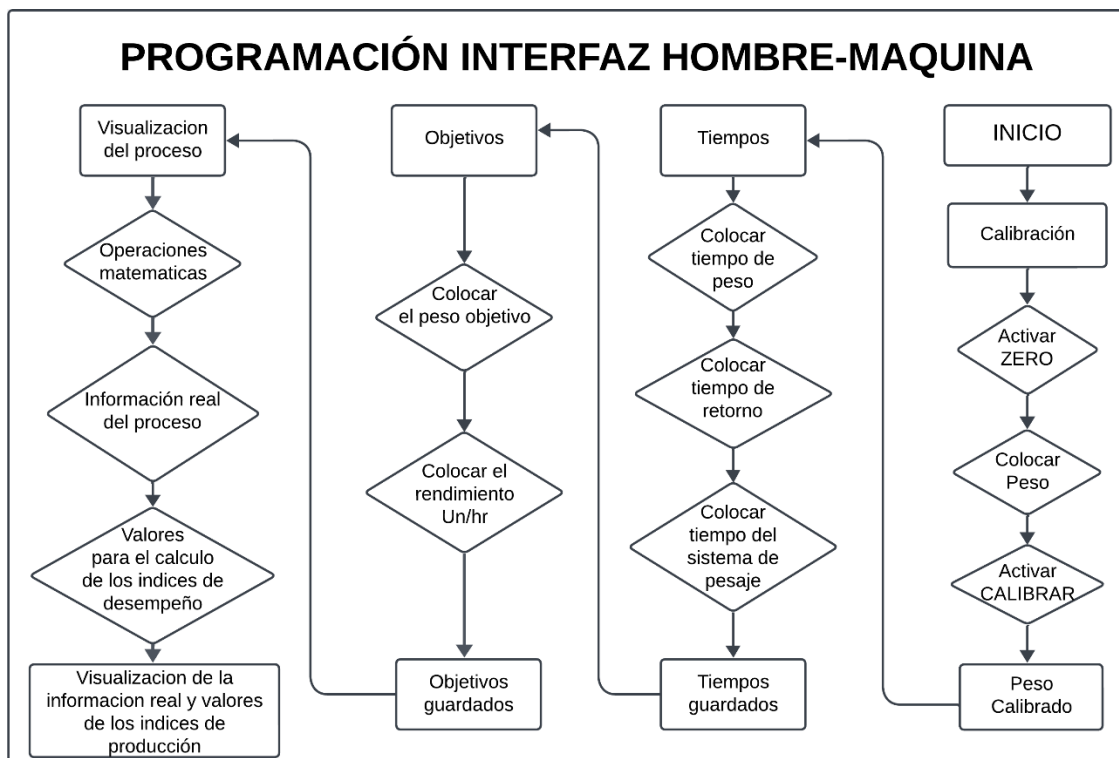 PROGRAMACIÓN INTERFAZ HOMBRE-MAQUINA
Visualizacion
del proceso
Operaciones
matematicas
Información real
del proceso
Valores
para el calculo
de los indices de
desempeño
Visualizacion de la
informacion real y valores
de los indices de
producción
Objetivos
Colocar
el peso objetivo
Colocar el
rendimiento
Un/hr
Objetivos
guardados
Tiempos
Colocar
tiempo de
peso
Colocar
tiempo de
retorno
Colocar
tiempo del
sistema de
pesaje
Tiempos
guardados
INICIO
Calibración
Activar
ZERO
Colocar
Peso
Activar
CALIBRAR
Peso
Calibrado